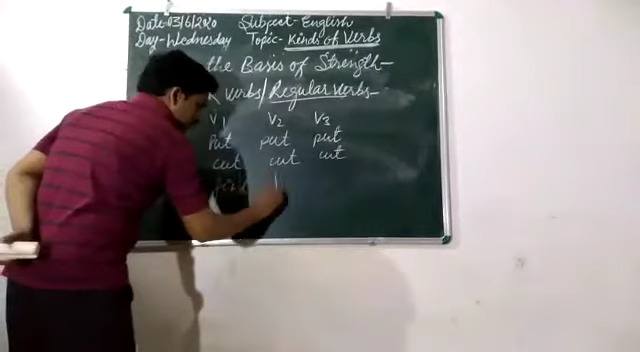 Date-03/6/2020 Subject-English
Day-Wednesday Topic-Kinds of Verbs
the Basis of Strength-
K verbs/Regular verbs-
V1 V2 V3
Put put put
cut cut cut